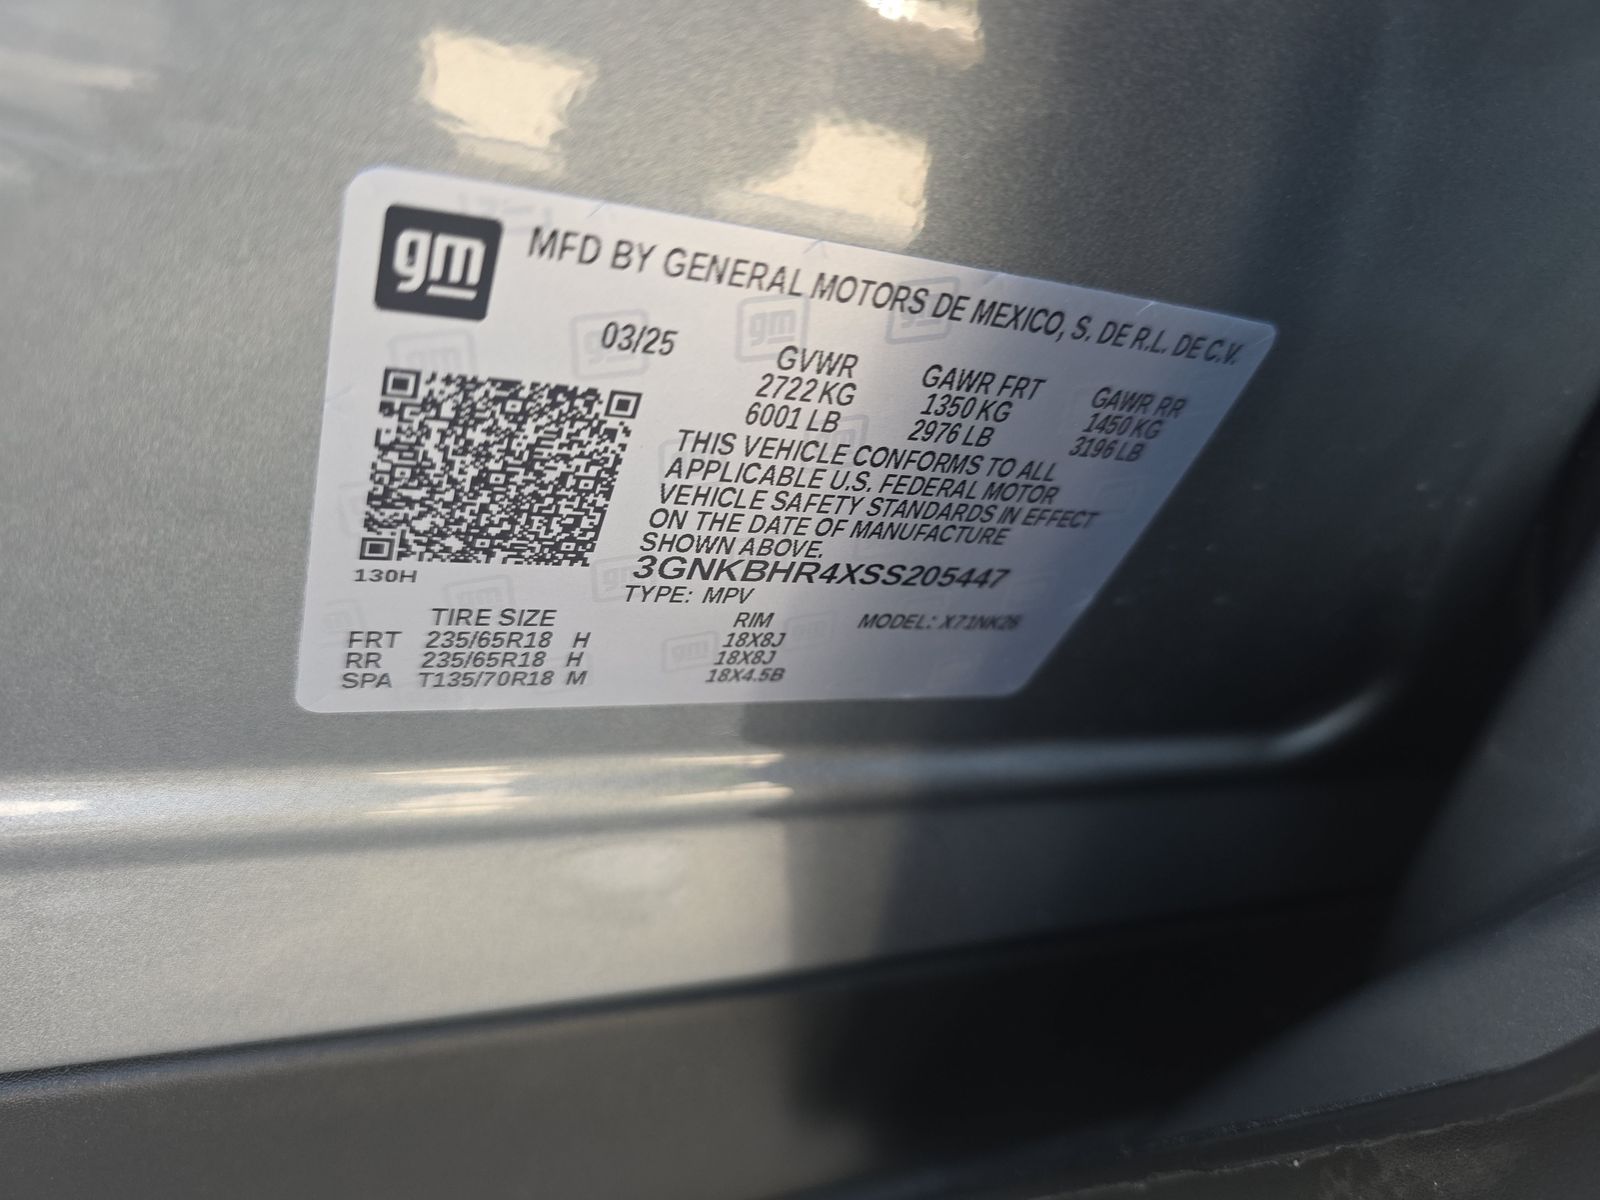 gm
MFD BY GENERAL MOTORS DE MEXICO, S. DE R.L. DE C.V.
03/25
GVWR GAWR FRT GAWR RR
2722 KG 1350 KG 1450 KG
6001 LB 2976 LB 3196 LB
THIS VEHICLE CONFORMS TO ALL
APPLICABLE U.S. FEDERAL MOTOR
VEHICLE SAFETY STANDARDS IN EFFECT
ON THE DATE OF MANUFACTURE
SHOWN ABOVE.
3GNKBHR4XSS205447
130H
TYPE: MPV MODEL: X71NK26
TIRE SIZE RIM
FRT 235/65R18 H 18X8J
RR 235/65R18 H 18X8J
SPA T135/70R18 M 18X4.5B